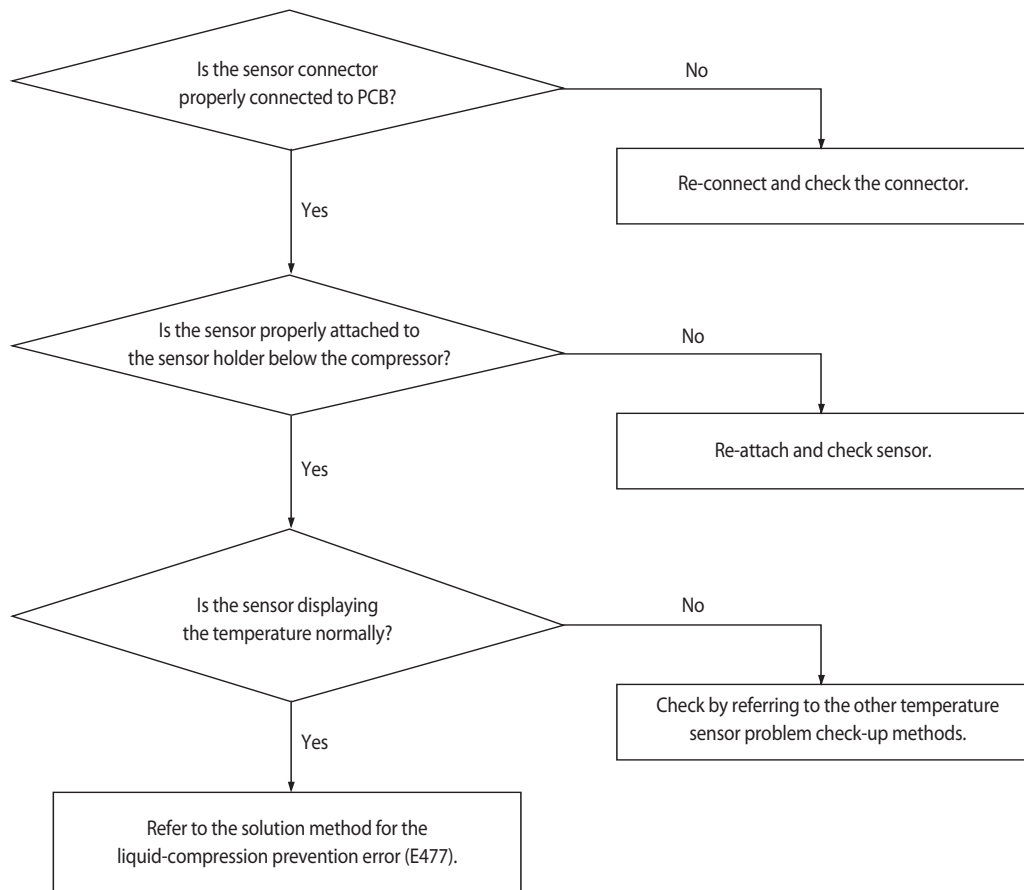 Is the sensor connector
properly connected to PCB?
No
Re-connect and check the connector.
Yes
Is the sensor properly attached to
the sensor holder below the compressor?
No
Re-attach and check sensor.
Yes
Is the sensor displaying
the temperature normally?
No
Check by referring to the other temperature
sensor problem check-up methods.
Yes
Refer to the solution method for the
liquid-compression prevention error (E477).